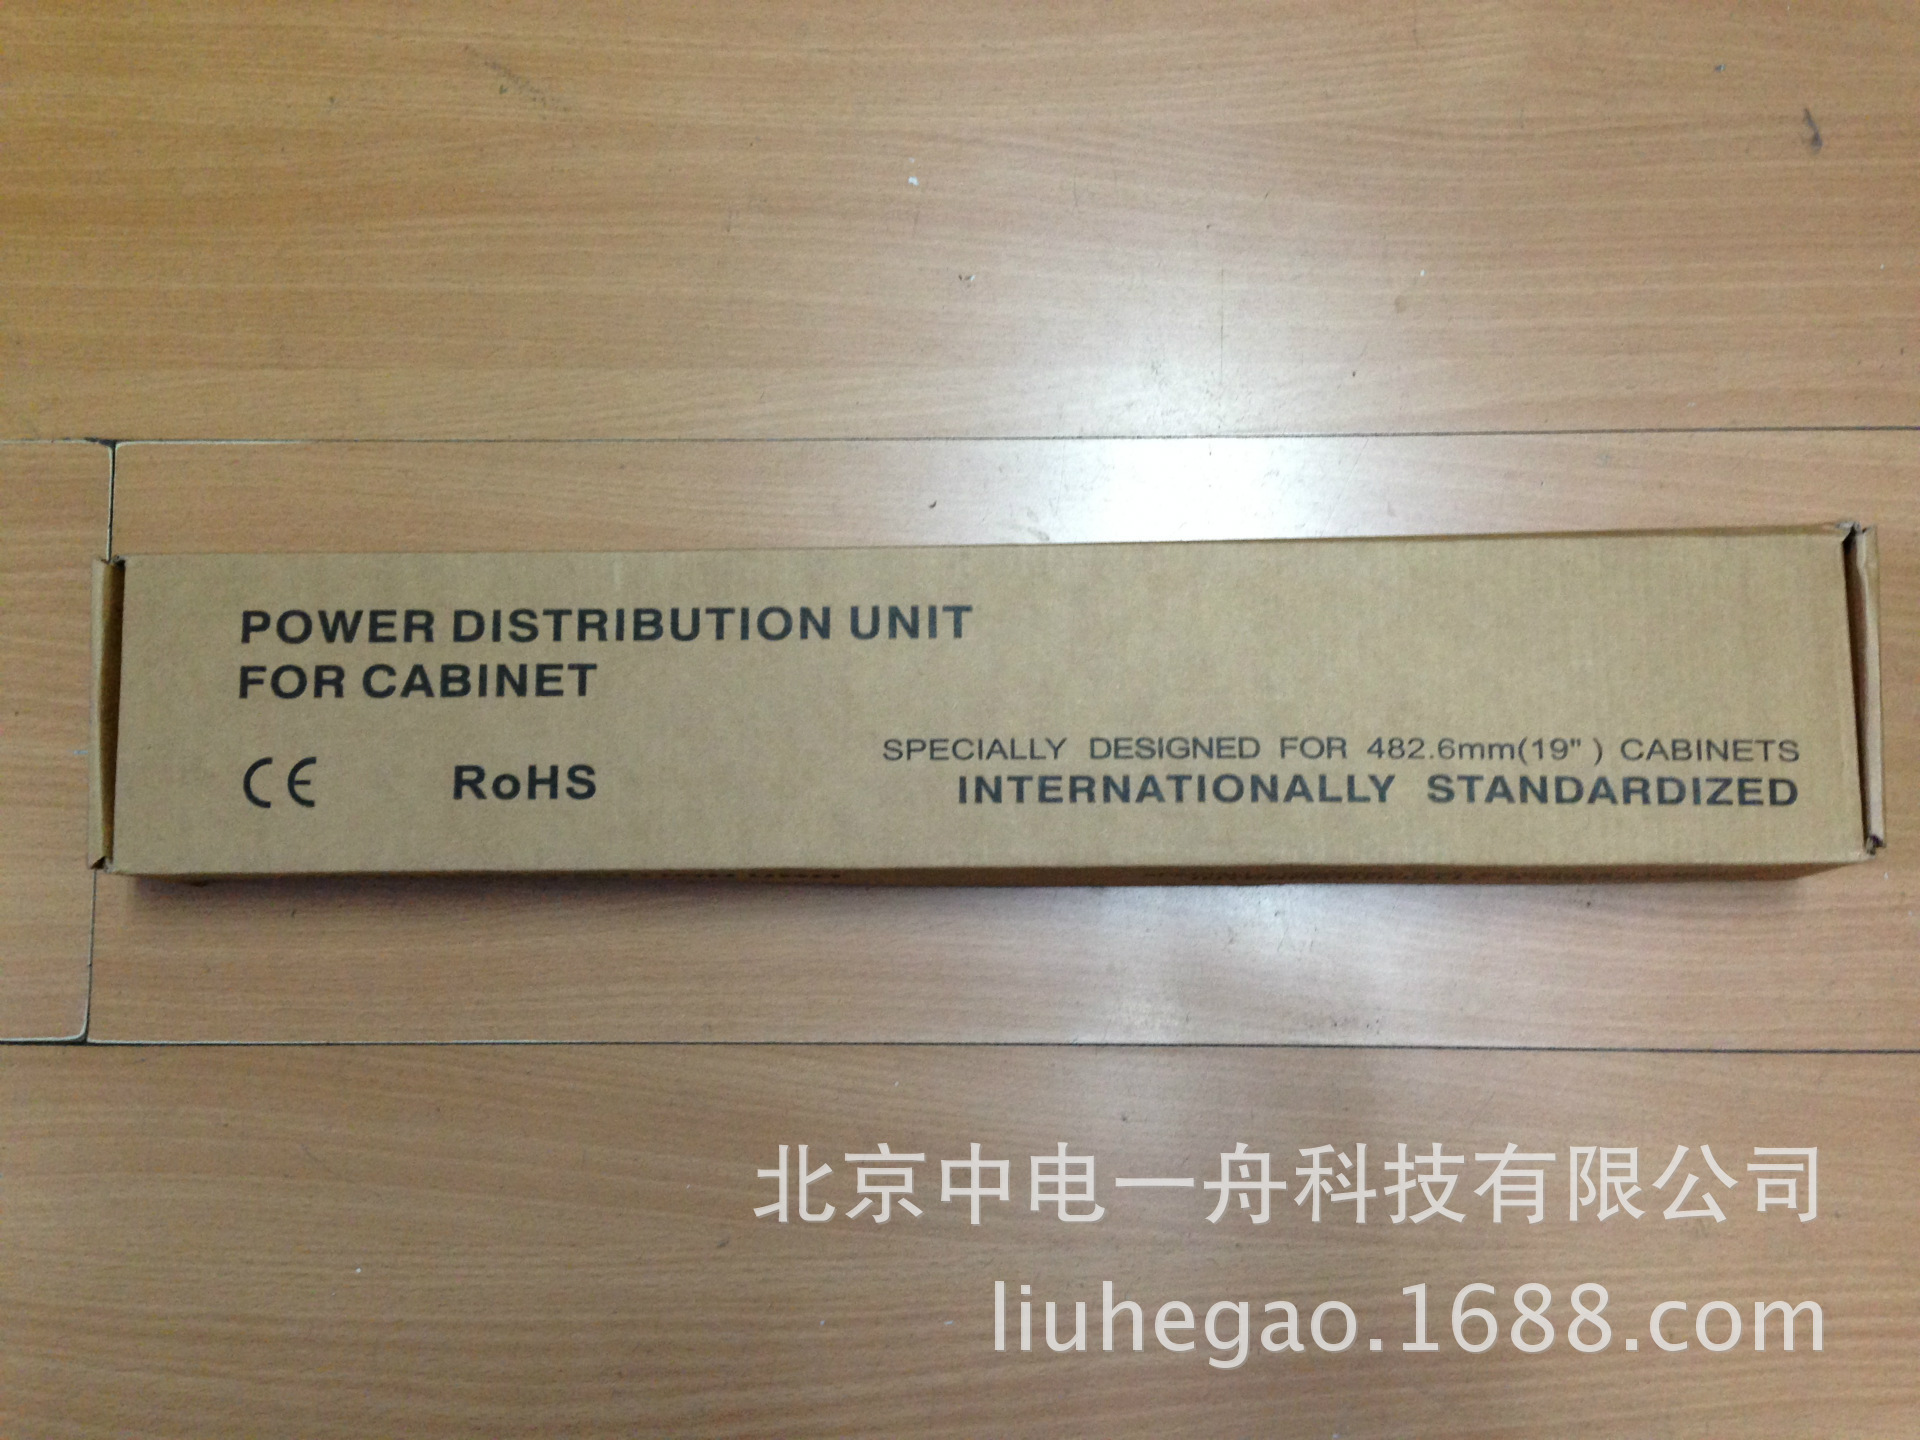 POWER DISTRIBUTION UNIT
FOR CABINET
CE RoHS
SPECIALLY DESIGNED FOR 482.6mm(19") CABINETS
INTERNATIONALLY STANDARDIZED
北京中电一舟科技有限公司
liuhegao.1688.com